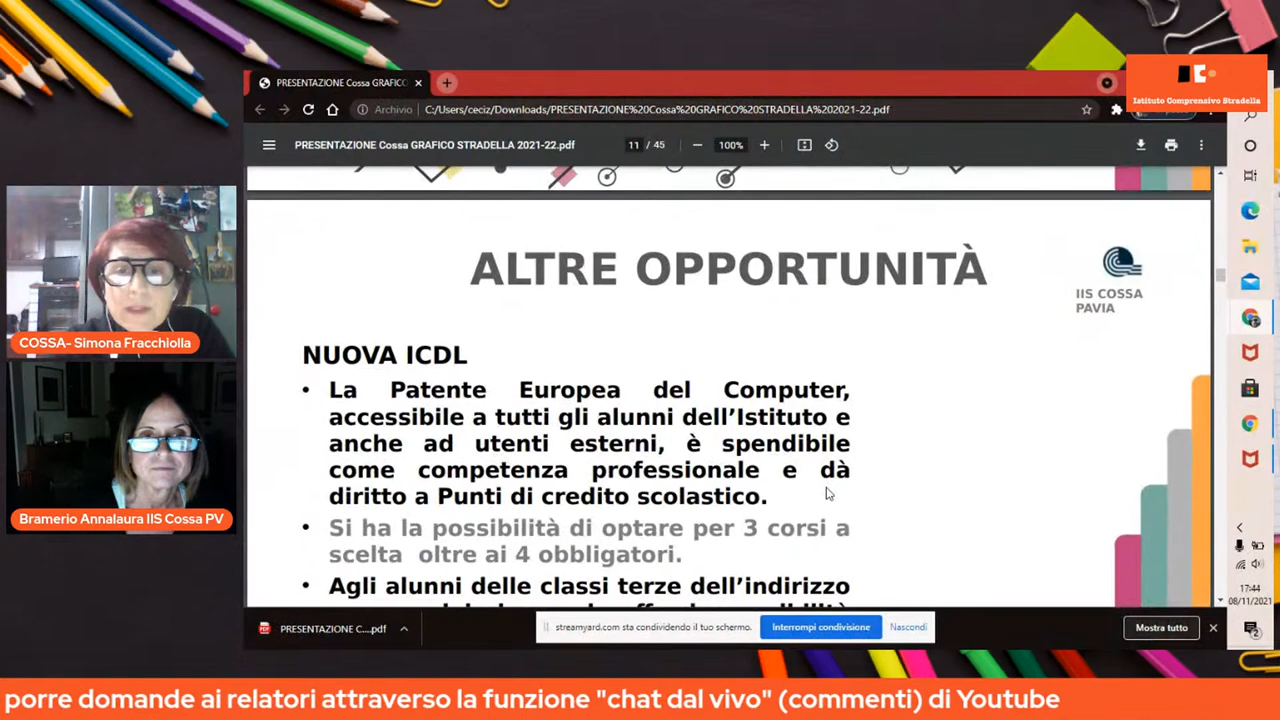 PRESENTAZIONE Cossa GRAFICO
Istituto Comprensivo Stradella
Archivio
C:/Users/ceciz/Downloads/PRESENTAZIONE%20Cossa%20GRAFICO%20STRADELLA%202021-22.pdf
PRESENTAZIONE Cossa GRAFICO STRADELLA 2021-22.pdf
11 / 45
100%
ALTRE OPPORTUNITÀ
IIS COSSA
PAVIA
NUOVA ICDL
• La Patente Europea del Computer,
accessibile a tutti gli alunni dell’Istituto e
anche ad utenti esterni, è spendibile
come competenza professionale e dà
diritto a Punti di credito scolastico.
• Si ha la possibilità di optare per 3 corsi a
scelta oltre ai 4 obbligatori.
• Agli alunni delle classi terze dell’indirizzo
COSSA- Simona Fracchiolla
Bramerio Annalaura IIS Cossa PV
17:44
08/11/2021
2
PRESENTAZIONE C....pdf
streamyard.com sta condividendo il tuo schermo.
Interrompi condivisione
Nascondi
Mostra tutto
porre domande ai relatori attraverso la funzione "chat dal vivo" (commenti) di Youtube